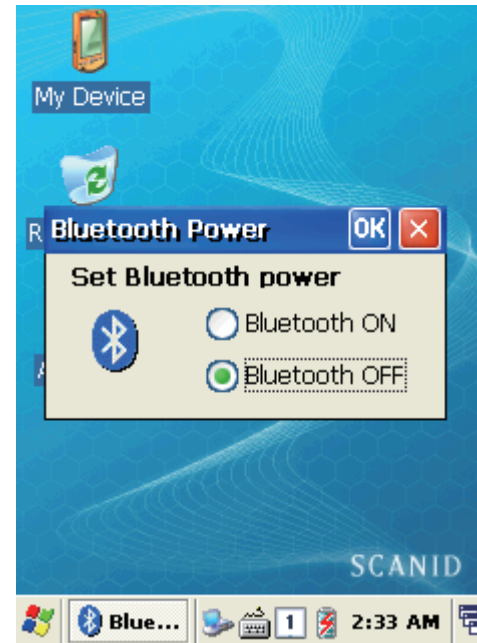 My Device
R
Bluetooth Power OK
Set Bluetooth power
Bluetooth ON
Bluetooth OFF
SCANID
Blue... 1 2:33 AM